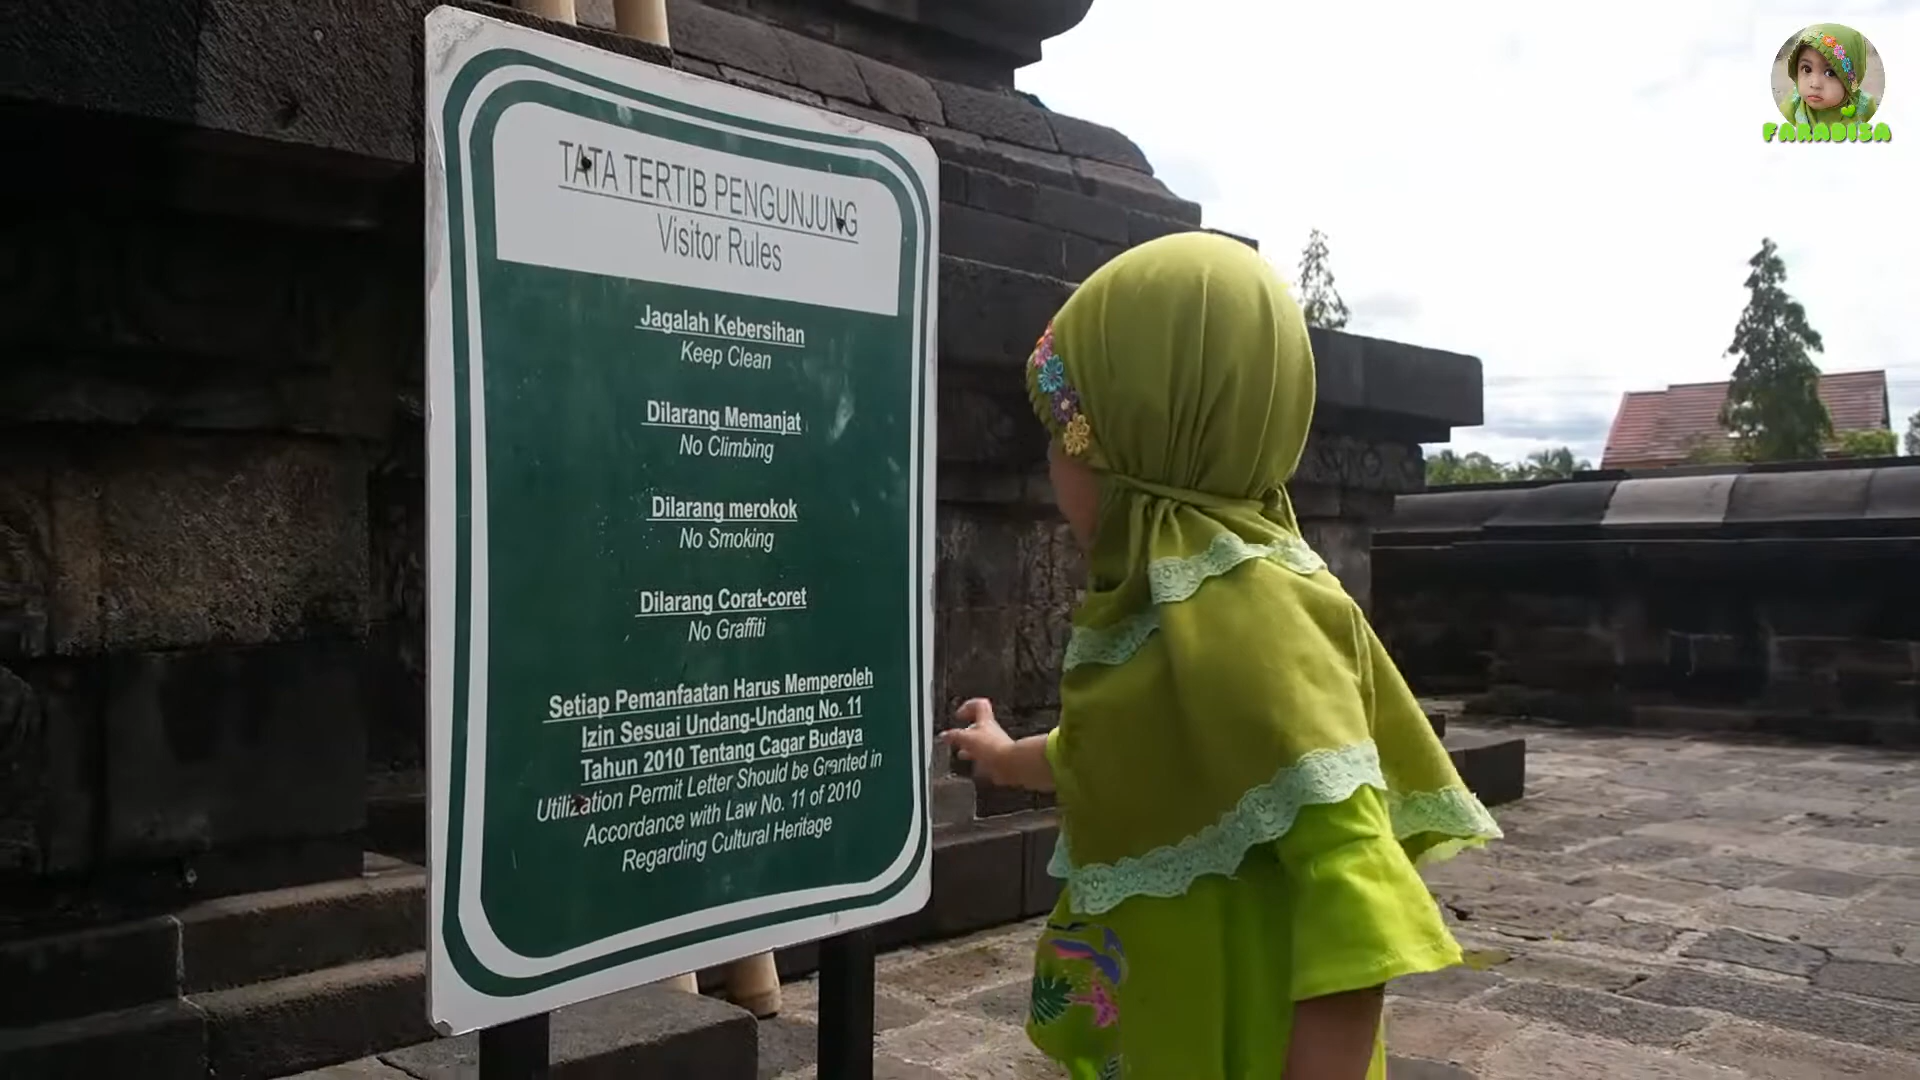 TATA TERTIB PENGUNJUNG
Visitor Rules
Jagalah Kebersihan
Keep Clean
Dilarang Memanjat
No Climbing
Dilarang merokok
No Smoking
Dilarang Corat-coret
No Graffiti
Setiap Pemanfaatan Harus Memperoleh
Izin Sesuai Undang-Undang No. 11
Tahun 2010 Tentang Cagar Budaya
Utilization Permit Letter Should be Granted in
Accordance with Law No. 11 of 2010
Regarding Cultural Heritage
FARADISA